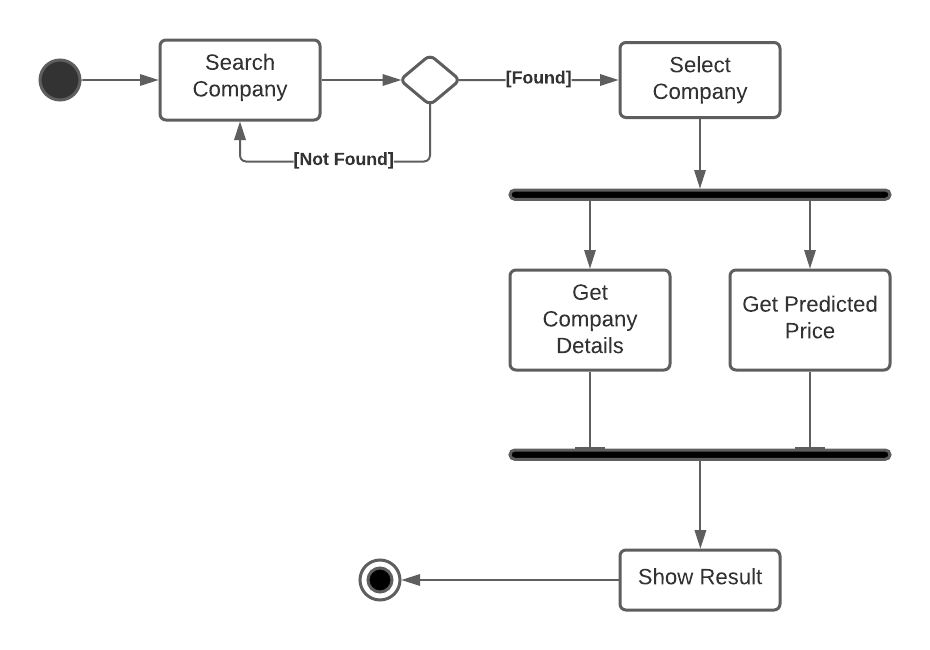 Search
Company
[Found]
Select
Company
[Not Found]
Get
Company
Details
Get Predicted
Price
Show Result